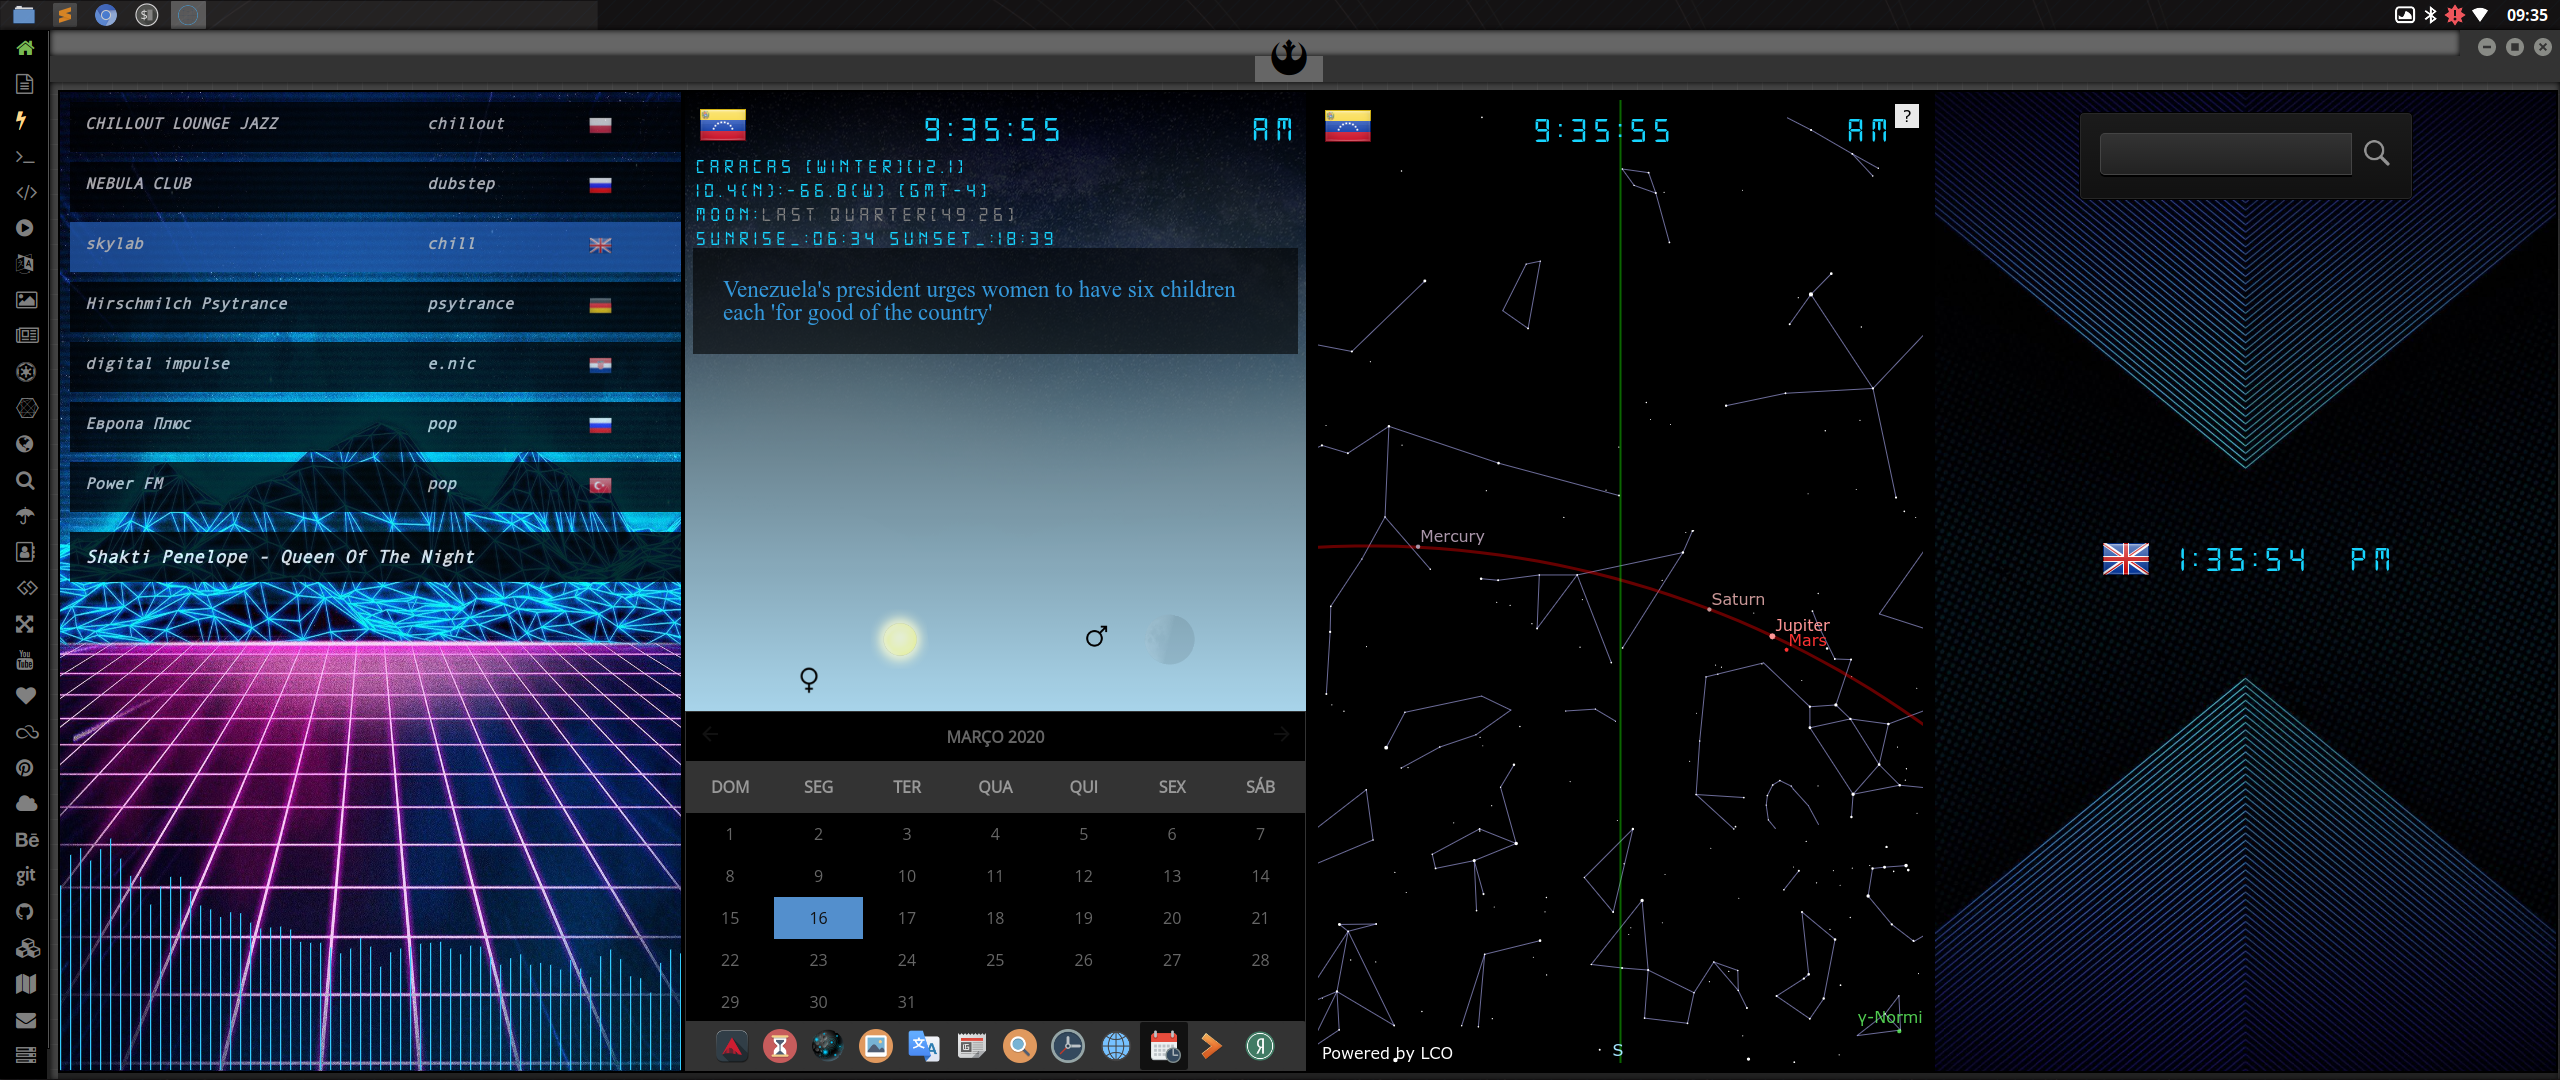 09:35
CHILLOUT LOUNGE JAZZ chillout
NEBULA CLUB dubstep
skylab chill
Hirschmilch Psytrance psytrance
digital impulse e.nic
Европа Плюс pop
Power FM pop
Shakti Penelope - Queen Of The Night
You
Tube
Bē
git
9:35:55 AM
CARACAS [WINTER][12.1]
10.4(N):-66.8(W) [GMT-4]
MOON:LAST QUARTER[49.26]
SUNRISE_:06:34 SUNSET_:18:39
Venezuela's president urges women to have six children
each 'for good of the country'
MARÇO 2020
DOM SEG TER QUA QUI SEX SÁB
1 2 3 4 5 6 7
8 9 10 11 12 13 14
15 16 17 18 19 20 21
22 23 24 25 26 27 28
29 30 31
9:35:55 AM ?
Mercury
Saturn
Jupiter
Mars
γ-Normi
Powered by LCO S
1:35:54 PM